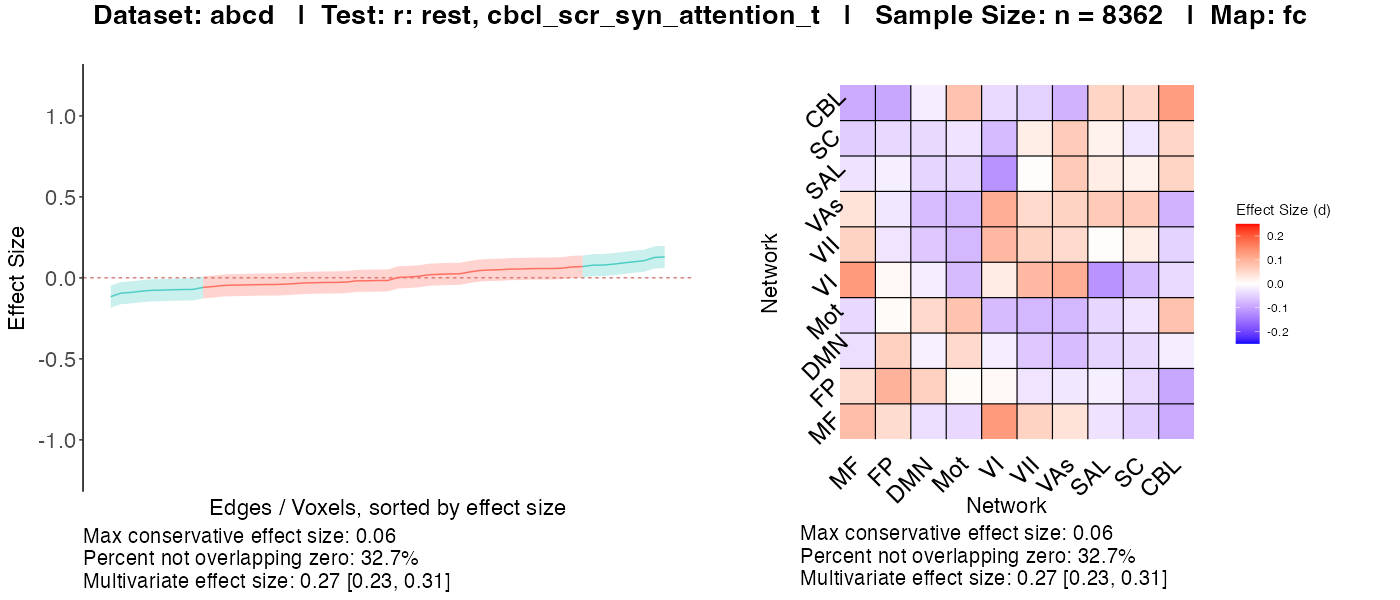 Dataset: abcd | Test: r: rest, cbcl_scr_syn_attention_t | Sample Size: n = 8362 | Map: fc
Effect Size
1.0
0.5
0.0
-0.5
-1.0
Edges / Voxels, sorted by effect size
Max conservative effect size: 0.06
Percent not overlapping zero: 32.7%
Multivariate effect size: 0.27 [0.23, 0.31]
Network
CBL
SC
SAL
VAs
VII
VI
Mot
DMN
FP
MF
MF FP DMN Mot VI VII VAs SAL SC CBL
Network
Effect Size (d)
0.2
0.1
0.0
-0.1
-0.2
Max conservative effect size: 0.06
Percent not overlapping zero: 32.7%
Multivariate effect size: 0.27 [0.23, 0.31]